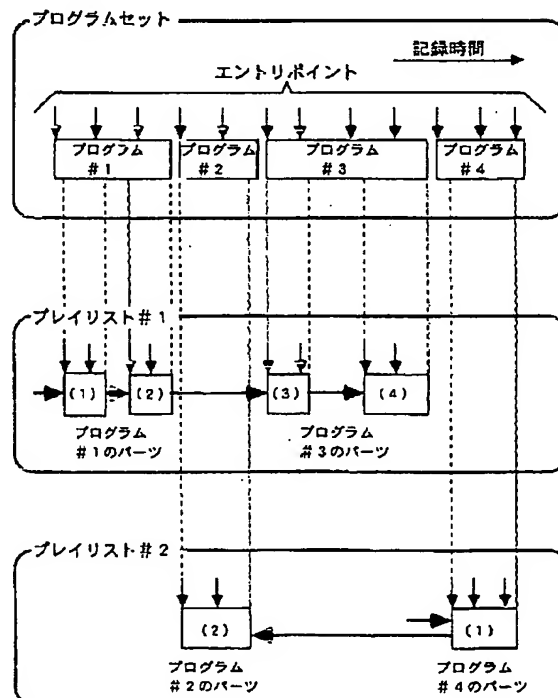 プログラムセット
記録時間
エントリポイント
プログラム
#1
プログラム
#2
プログラム
#3
プログラム
#4
プレイリスト#1
(1)
(2)
(3)
(4)
プログラム
#1のパーツ
プログラム
#3のパーツ
プレイリスト#2
(2)
(1)
プログラム
#2のパーツ
プログラム
#4のパーツ